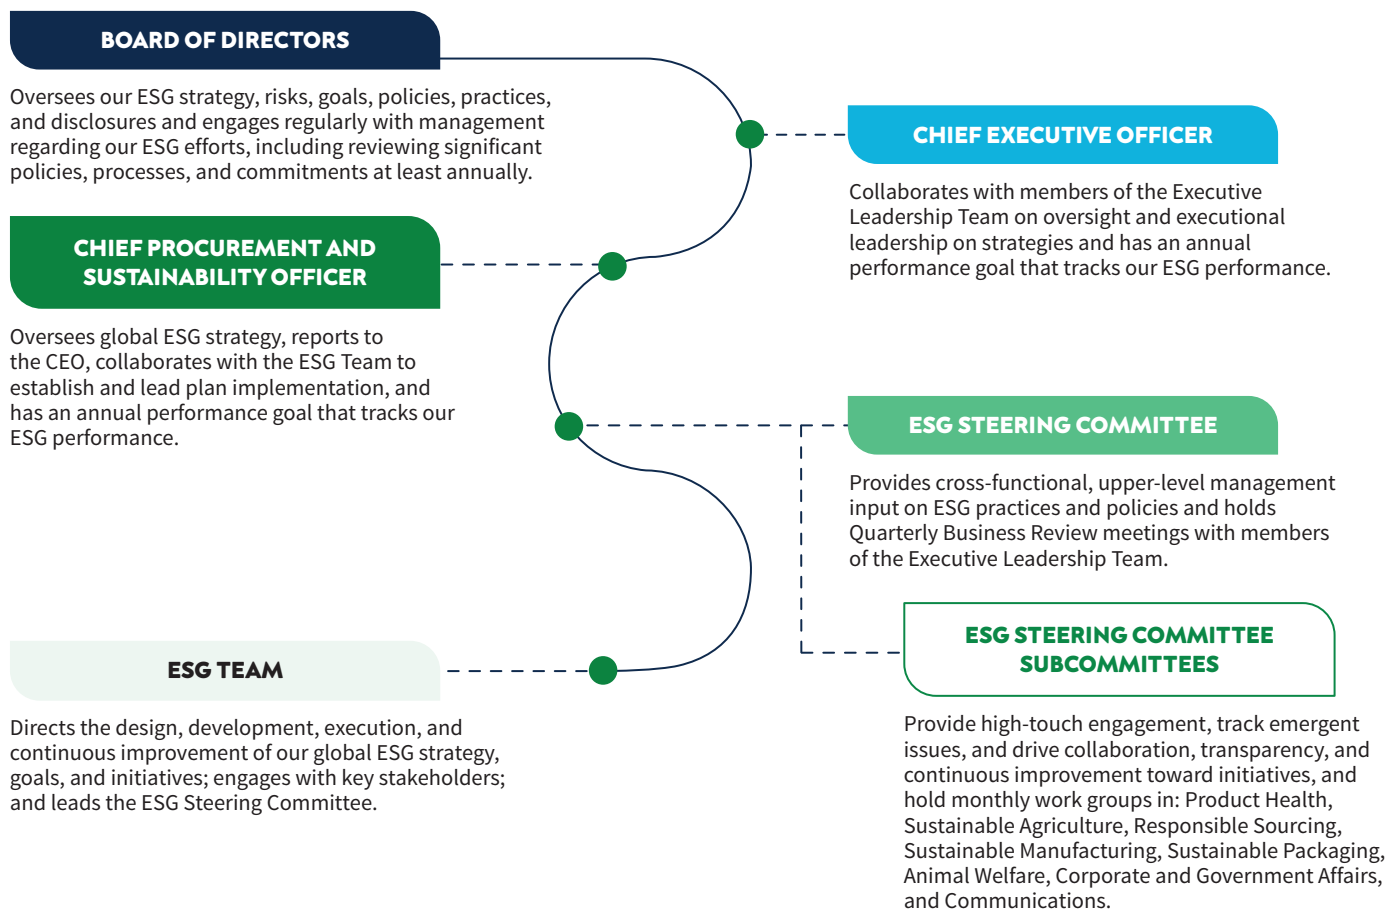 BOARD OF DIRECTORS
Oversees our ESG strategy, risks, goals, policies, practices,
and disclosures and engages regularly with management
regarding our ESG efforts, including reviewing significant
policies, processes, and commitments at least annually.
CHIEF EXECUTIVE OFFICER
Collaborates with members of the Executive
Leadership Team on oversight and executional
leadership on strategies and has an annual
performance goal that tracks our ESG performance.
CHIEF PROCUREMENT AND
SUSTAINABILITY OFFICER
Oversees global ESG strategy, reports to
the CEO, collaborates with the ESG Team to
establish and lead plan implementation, and
has an annual performance goal that tracks our
ESG performance.
ESG STEERING COMMITTEE
Provides cross-functional, upper-level management
input on ESG practices and policies and holds
Quarterly Business Review meetings with members
of the Executive Leadership Team.
ESG STEERING COMMITTEE
SUBCOMMITTEES
Provide high-touch engagement, track emergent
issues, and drive collaboration, transparency, and
continuous improvement toward initiatives, and
hold monthly work groups in: Product Health,
Sustainable Agriculture, Responsible Sourcing,
Sustainable Manufacturing, Sustainable Packaging,
Animal Welfare, Corporate and Government Affairs,
and Communications.
ESG TEAM
Directs the design, development, execution, and
continuous improvement of our global ESG strategy,
goals, and initiatives; engages with key stakeholders;
and leads the ESG Steering Committee.